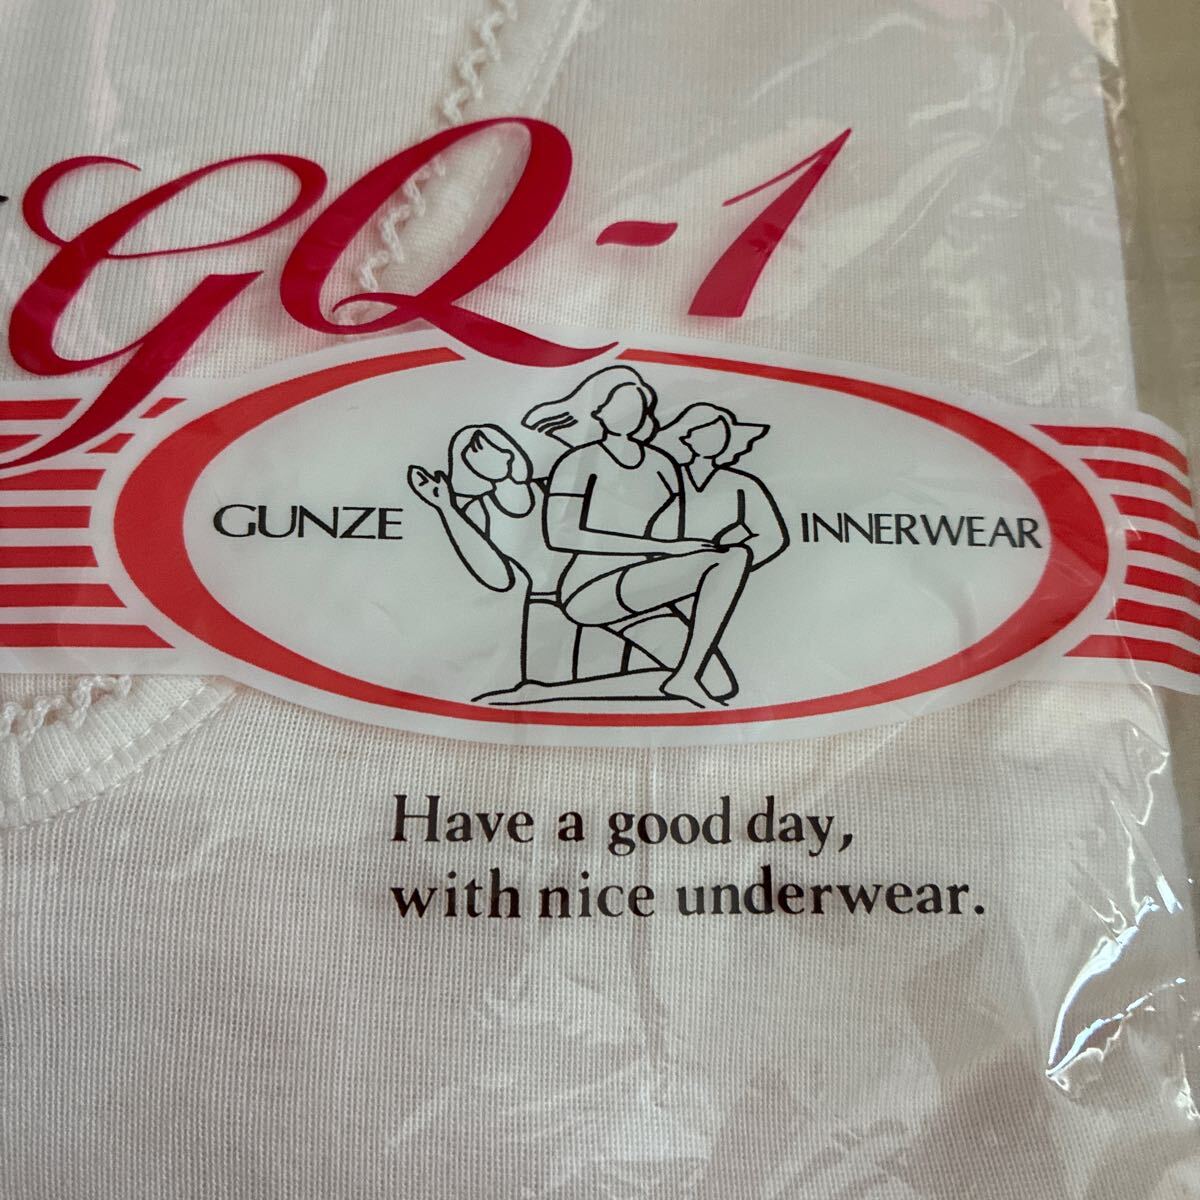 GQ-1
GUNZE
INNERWEAR
Have a good day,
with nice underwear.